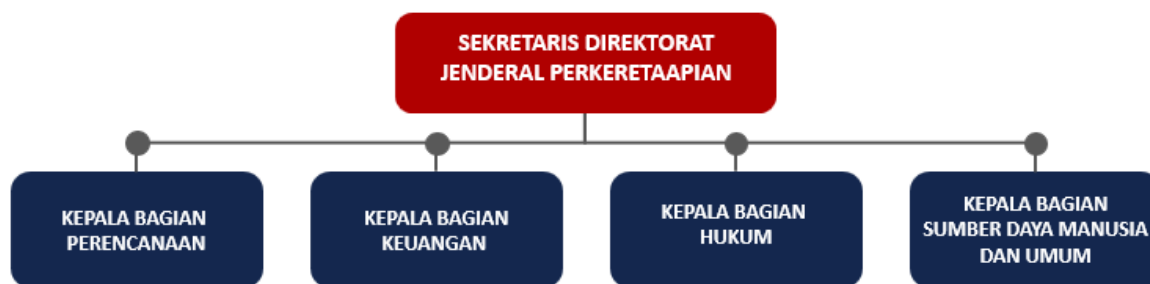 SEKRETARIS DIREKTORAT
JENDERAL PERKERETAAPIAN
KEPALA BAGIAN
PERENCANAAN
KEPALA BAGIAN
KEUANGAN
KEPALA BAGIAN
HUKUM
KEPALA BAGIAN
SUMBER DAYA MANUSIA
DAN UMUM